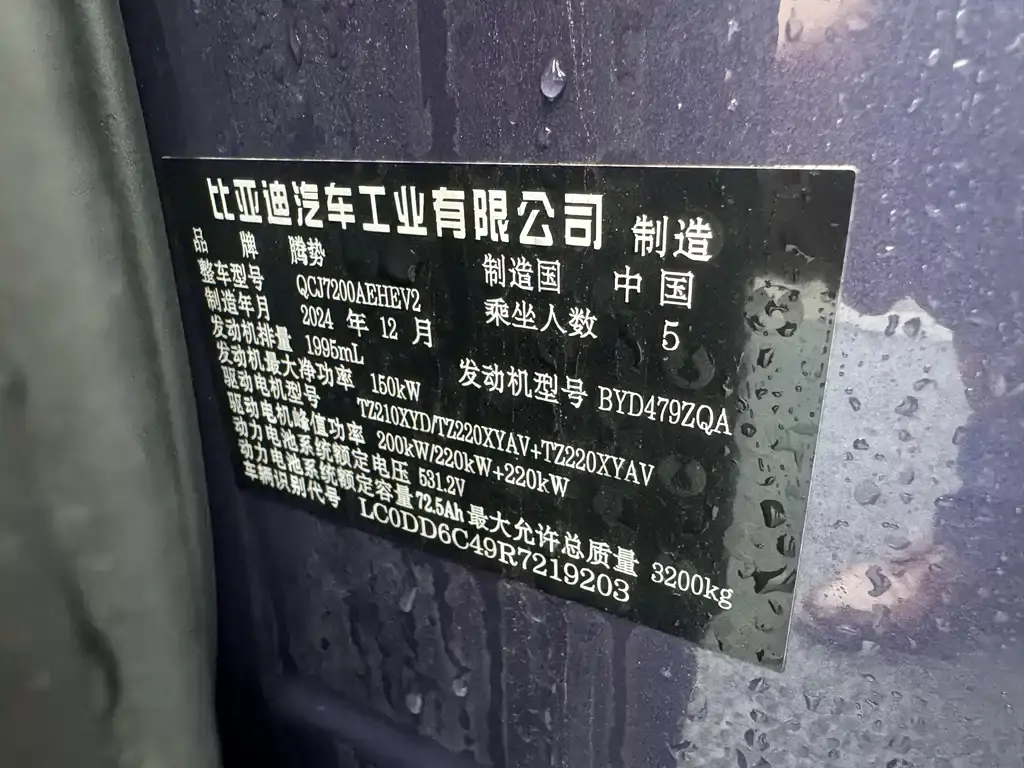 比亚迪汽车工业有限公司 制造
品 牌 腾势 制造国 中国
整车型号 QCJ7200AEHEV2 乘坐人数 5
制造年月 2024 年 12 月
发动机排量 1995mL 发动机型号 BYD479ZQA
发动机最大净功率 150kW
驱动电机型号 TZ210XYD/TZ220XYAV+TZ220XYAV
驱动电机峰值功率 200kW/220kW+220kW
动力电池系统额定电压 531.2V
动力电池系统额定容量 72.5Ah 最大允许总质量 3200kg
车辆识别代号 LC0DD6C49R7219203